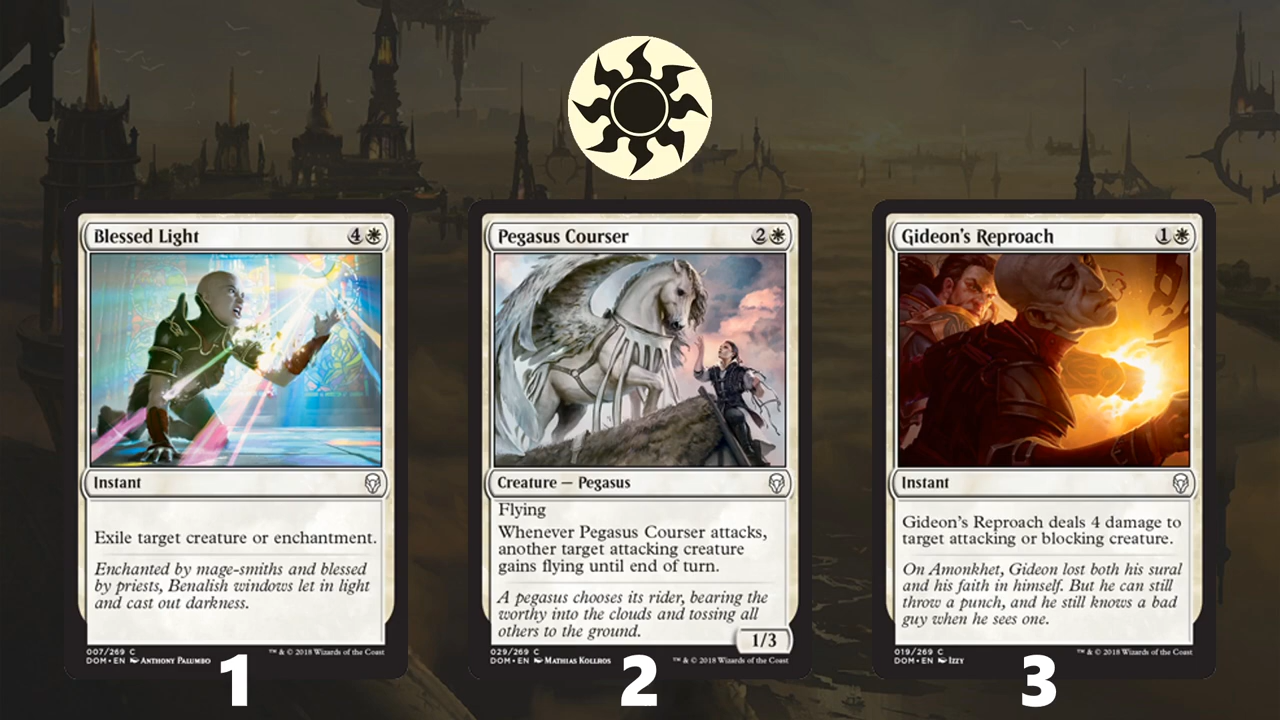 Blessed Light 4
Instant
Exile target creature or enchantment.
Enchanted by mage-smiths and blessed
by priests, Benalish windows let in light
and cast out darkness.
007/269 C
DOM • EN Anthony Palumbo
™ & © 2018 Wizards of the Coast
1
Pegasus Courser 2
Creature — Pegasus
Flying
Whenever Pegasus Courser attacks,
another target attacking creature
gains flying until end of turn.
A pegasus chooses its rider, bearing the
worthy into the clouds and tossing all
others to the ground.
1/3
029/269 C
DOM • EN Mathias Kollros
™ & © 2018 Wizards of the Coast
2
Gideon's Reproach 1
Instant
Gideon's Reproach deals 4 damage to
target attacking or blocking creature.
On Amonkhet, Gideon lost both his sural
and his faith in himself. But he can still
throw a punch, and he still knows a bad
guy when he sees one.
019/269 C
DOM • EN Izzy
™ & © 2018 Wizards of the Coast
3